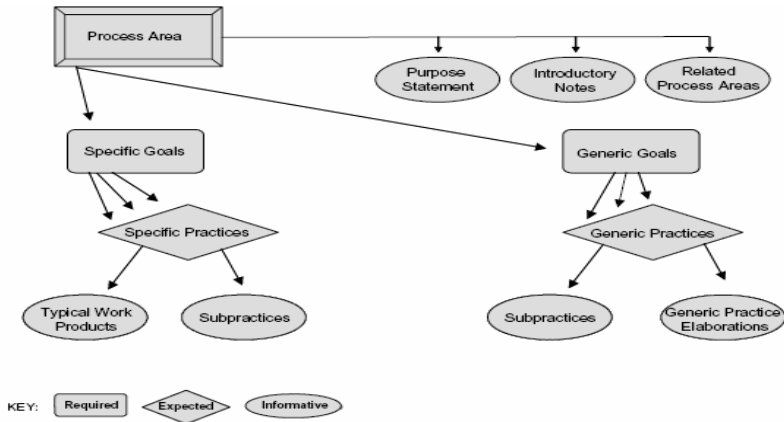 Process Area
Purpose
Statement
Introductory
Notes
Related
Process Areas
Specific Goals
Generic Goals
Specific Practices
Generic Practices
Typical Work
Products
Subpractices
Subpractices
Generic Practice
Elaborations
KEY:
Required
Expected
Informative